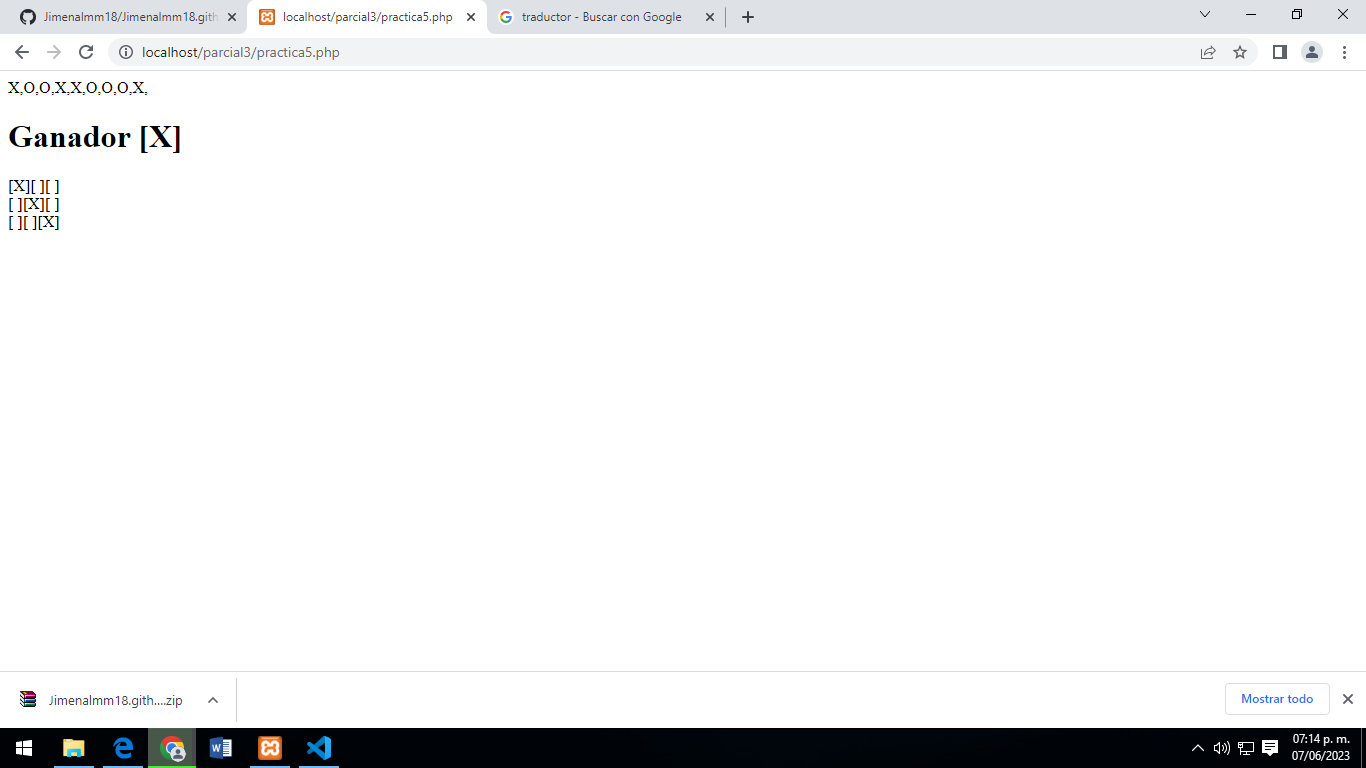 Jimenalmm18/Jimenalmm18.gith
localhost/parcial3/practica5.php
traductor - Buscar con Google
localhost/parcial3/practica5.php
X,O,O,X,X,O,O,O,X,
Ganador [X]
[X][ ][ ]
[ ][X][ ]
[ ][ ][X]
Jimenalmm18.gith....zip
Mostrar todo
07:14 p. m.
07/06/2023